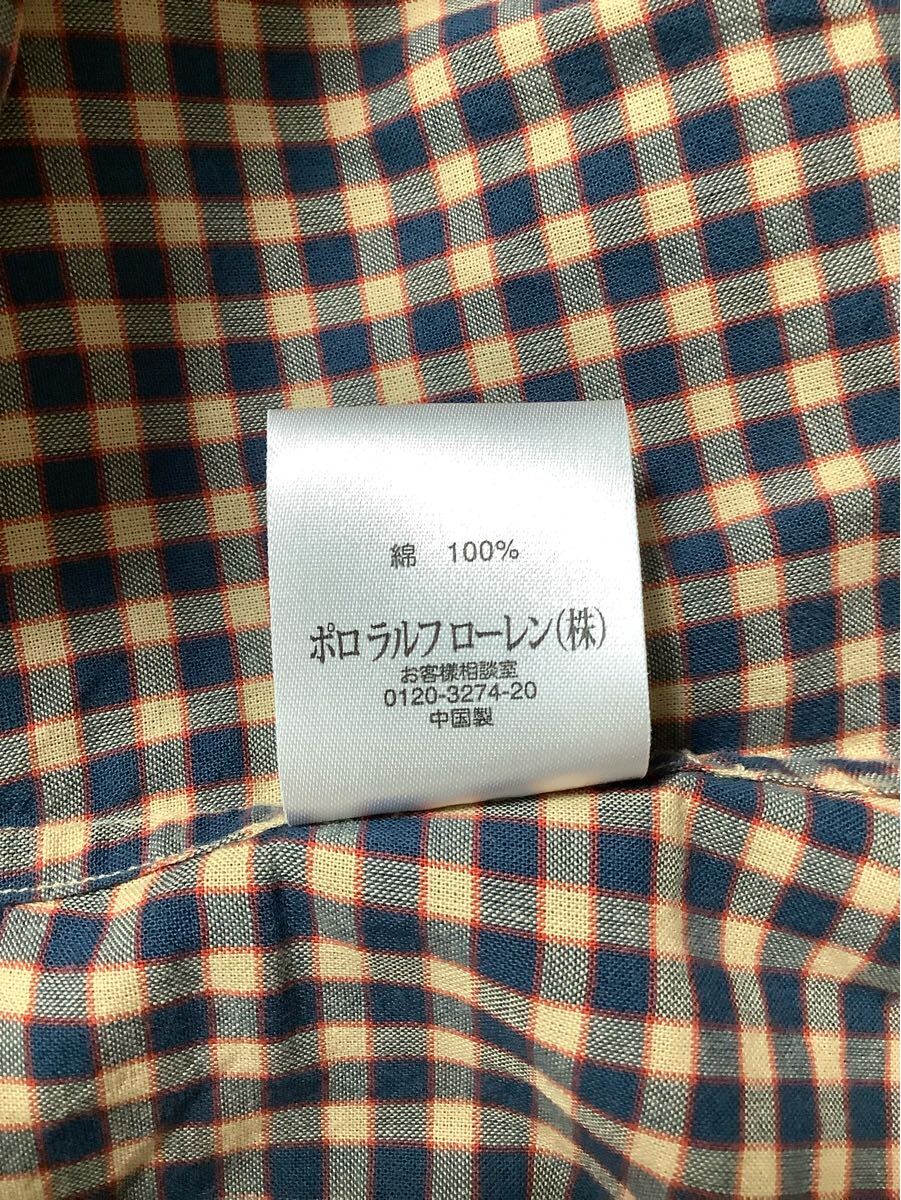 綿　100%
ポロ ラルフ ローレン(株)
お客様相談室
0120-3274-20
中国製